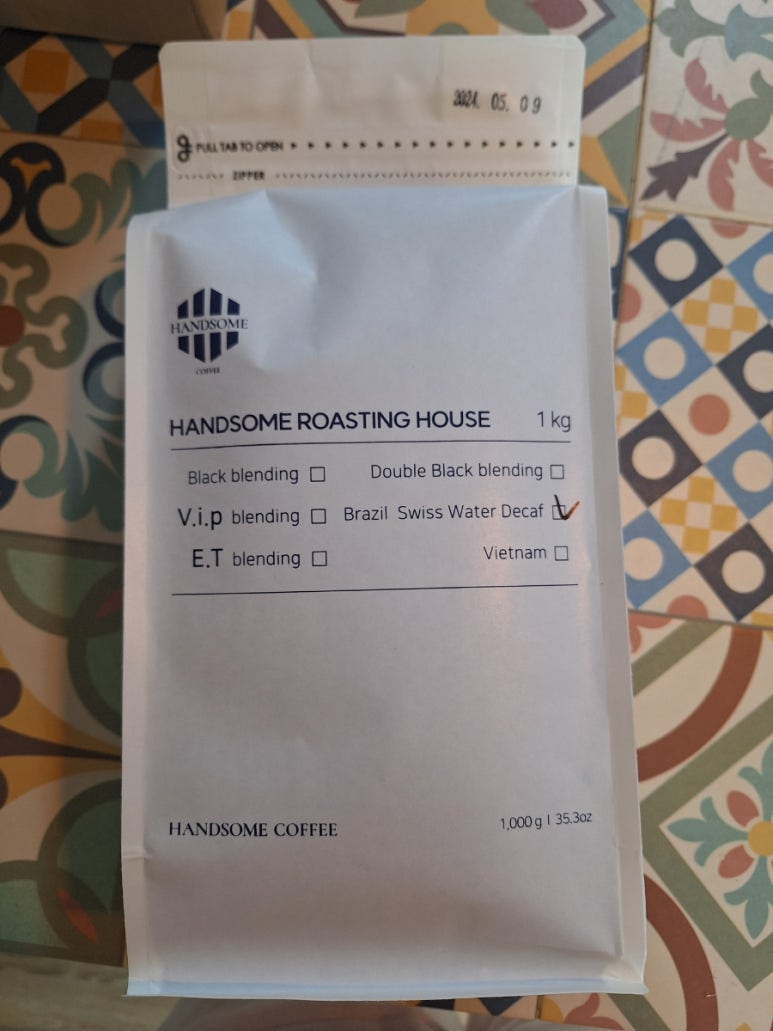 2024. 05. 09
PULL TAB TO OPEN
ZIPPER
HANDSOME
COFFEE
HANDSOME ROASTING HOUSE 1 kg
Black blending ☐ Double Black blending ☐
V.i.p blending ☐ Brazil Swiss Water Decaf ☑
E.T blending ☐ Vietnam ☐
HANDSOME COFFEE 1,000 g | 35.3oz